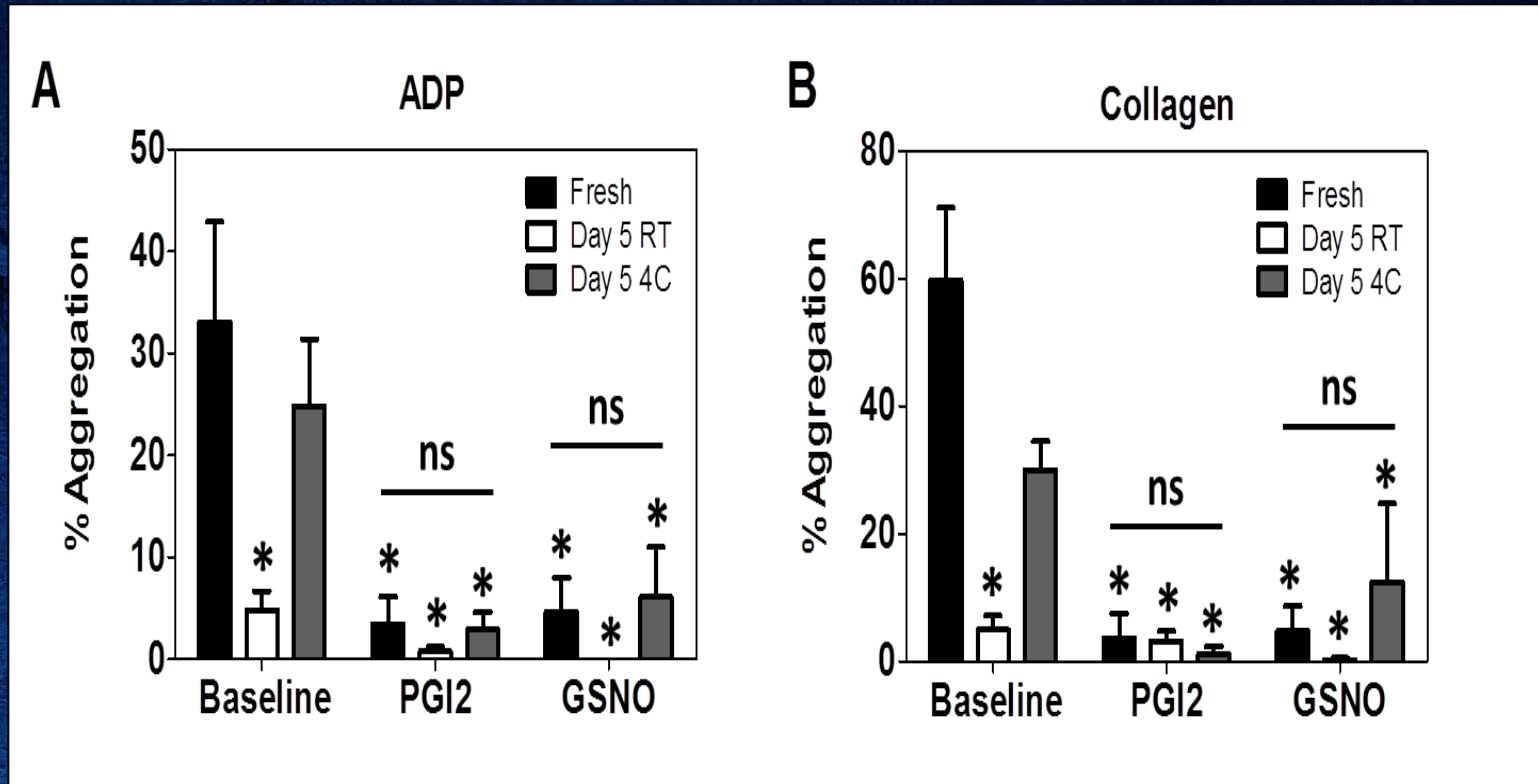 A
ADP
50
40
30
20
10
0
% Aggregation
Fresh
Day 5 RT
Day 5 4C
ns
ns
*
*
*
*
*
*
*
Baseline
PGI2
GSNO
B
Collagen
80
60
40
20
0
% Aggregation
Fresh
Day 5 RT
Day 5 4C
ns
ns
*
*
*
*
*
*
*
Baseline
PGI2
GSNO